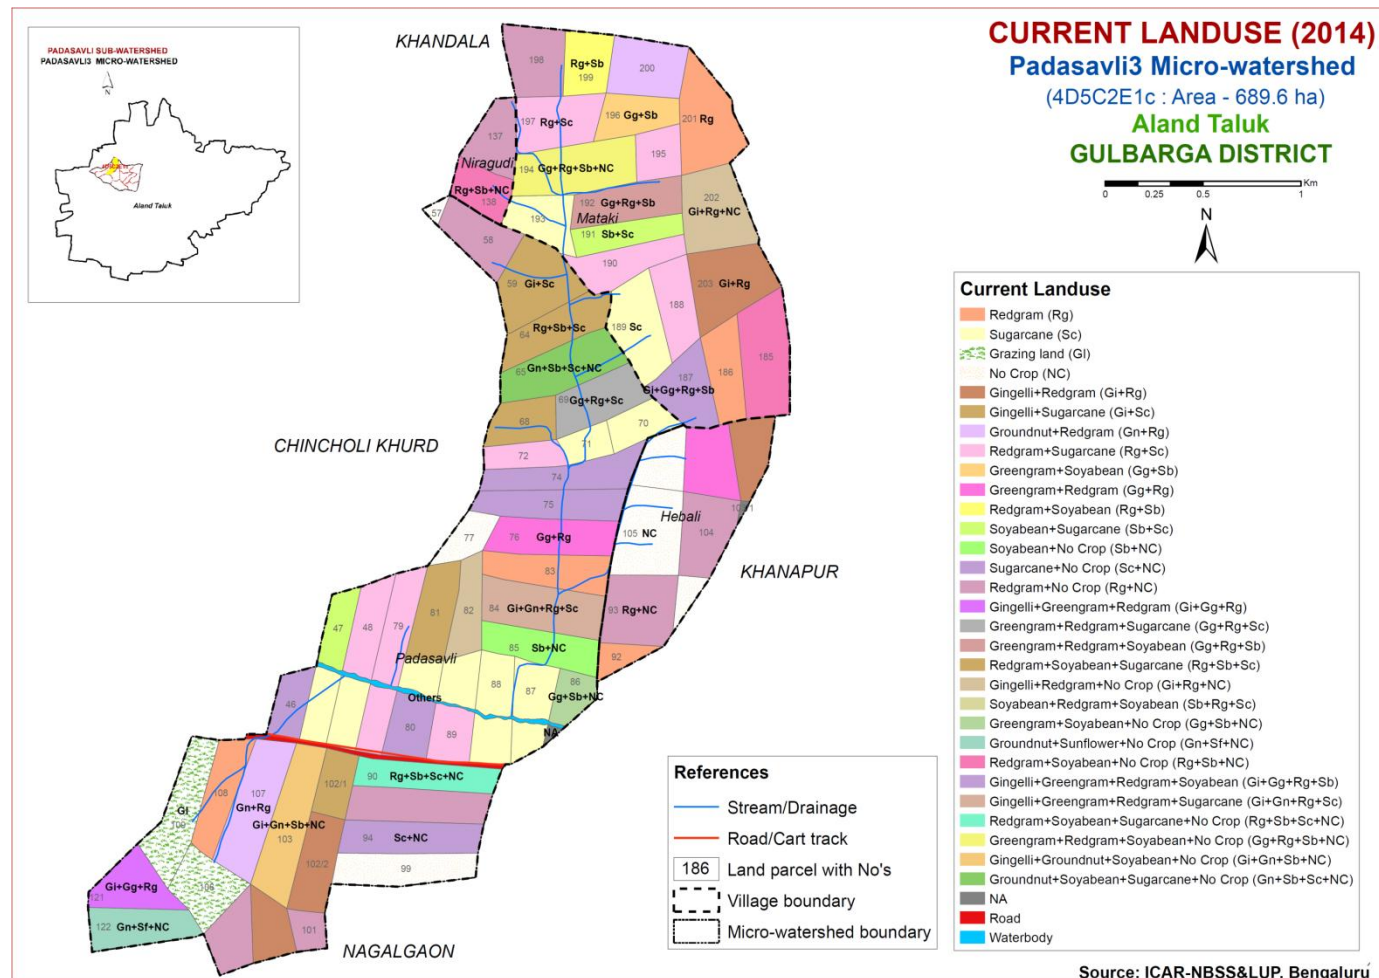 CURRENT LANDUSE (2014)
Padasavli3 Micro-watershed
(4D5C2E1c : Area - 689.6 ha)
Aland Taluk
GULBARGA DISTRICT
0 0.25 0.5 1 Km
N
PADASAVLI SUB-WATERSHED
PADASAVLI3 MICRO-WATERSHED
N
Aland Taluk
KHANDALA
198
Rg+Sb
199
200
197
Rg+Sc
196 Gg+Sb
201 Rg
137
Niragudi
194
Gg+Rg+Sb+NC
195
Rg+Sb+NC
138
192
Gg+Rg+Sb
202
Gi+Rg+NC
57
193
Mataki
191
Sb+Sc
58
190
59
Gi+Sc
203 Gi+Rg
188
64
Rg+Sb+Sc
189 Sc
185
65
Gn+Sb+Sc+NC
186
187
Gi+Gg+Rg+Sb
69
Gg+Rg+Sc
68
70
71
CHINCHOLI KHURD
72
74
75
Hebali
77
76 Gg+Rg
105 NC
104
KHANAPUR
83
81
82
84
Gi+Gn+Rg+Sc
93 Rg+NC
47
48
79
85
Sb+NC
92
Padasavli
88
87
86
Gg+Sb+NC
Others
46
80
89
NA
102/1
90 Rg+Sb+Sc+NC
108
107
Gn+Rg
Gl
109
Gi+Gn+Sb+NC
103
94 Sc+NC
102/2
99
106
Gi+Gg+Rg
121
122 Gn+Sf+NC
101
NAGALGAON
References
Stream/Drainage
Road/Cart track
186 Land parcel with No's
Village boundary
Micro-watershed boundary
Current Landuse
Redgram (Rg)
Sugarcane (Sc)
Grazing land (Gl)
No Crop (NC)
Gingelli+Redgram (Gi+Rg)
Gingelli+Sugarcane (Gi+Sc)
Groundnut+Redgram (Gn+Rg)
Redgram+Sugarcane (Rg+Sc)
Greengram+Soyabean (Gg+Sb)
Greengram+Redgram (Gg+Rg)
Redgram+Soyabean (Rg+Sb)
Soyabean+Sugarcane (Sb+Sc)
Soyabean+No Crop (Sb+NC)
Sugarcane+No Crop (Sc+NC)
Redgram+No Crop (Rg+NC)
Gingelli+Greengram+Redgram (Gi+Gg+Rg)
Greengram+Redgram+Sugarcane (Gg+Rg+Sc)
Greengram+Redgram+Soyabean (Gg+Rg+Sb)
Redgram+Soyabean+Sugarcane (Rg+Sb+Sc)
Gingelli+Redgram+No Crop (Gi+Rg+NC)
Soyabean+Redgram+Soyabean (Sb+Rg+Sc)
Greengram+Soyabean+No Crop (Gg+Sb+NC)
Groundnut+Sunflower+No Crop (Gn+Sf+NC)
Redgram+Soyabean+No Crop (Rg+Sb+NC)
Gingelli+Greengram+Redgram+Soyabean (Gi+Gg+Rg+Sb)
Gingelli+Greengram+Redgram+Sugarcane (Gi+Gn+Rg+Sc)
Redgram+Soyabean+Sugarcane+No Crop (Rg+Sb+Sc+NC)
Greengram+Redgram+Soyabean+No Crop (Gg+Rg+Sb+NC)
Gingelli+Groundnut+Soyabean+No Crop (Gi+Gn+Sb+NC)
Groundnut+Soyabean+Sugarcane+No Crop (Gn+Sb+Sc+NC)
NA
Road
Waterbody
Source: ICAR-NBSS&LUP, Bengaluru